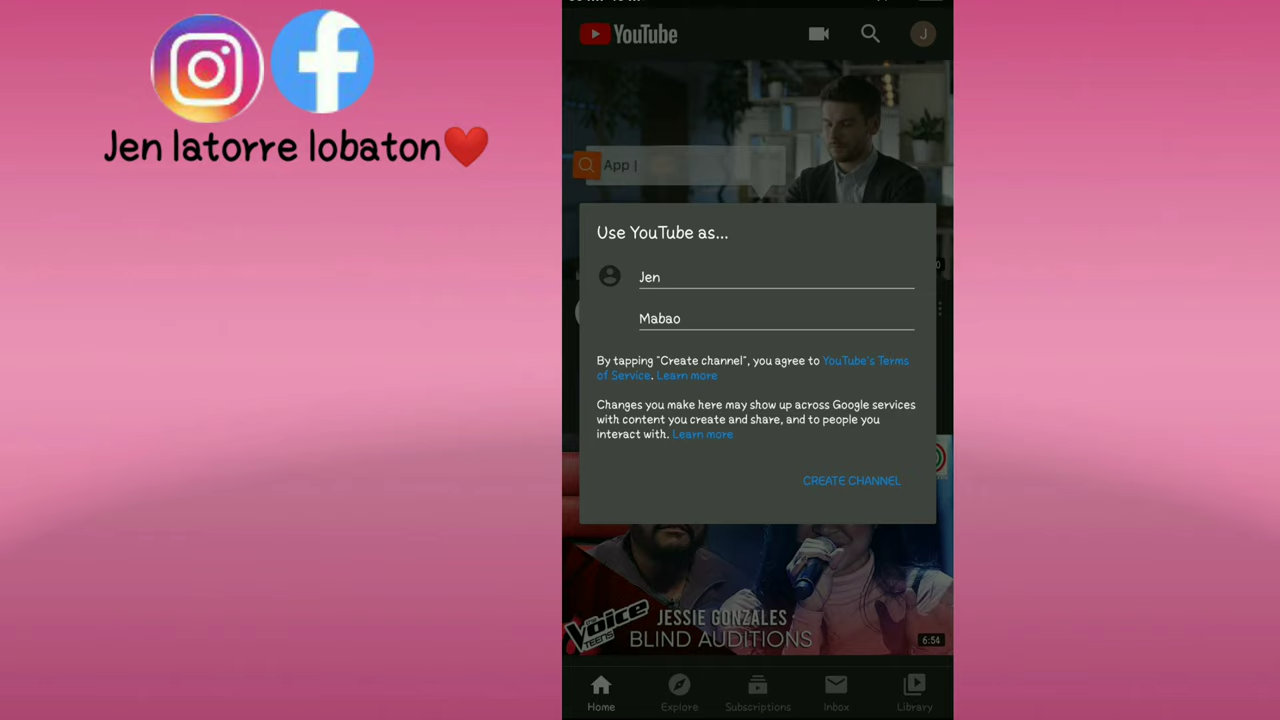 Jen latorre lobaton❤️
YouTube
J
App |
Use YouTube as...
Jen
Mabao
By tapping "Create channel", you agree to YouTube's Terms
of Service. Learn more
Changes you make here may show up across Google services
with content you create and share, and to people you
interact with. Learn more
CREATE CHANNEL
The
Voice
TEENS
JESSIE GONZALES
BLIND AUDITIONS
6:54
Home
Explore
Subscriptions
Inbox
Library